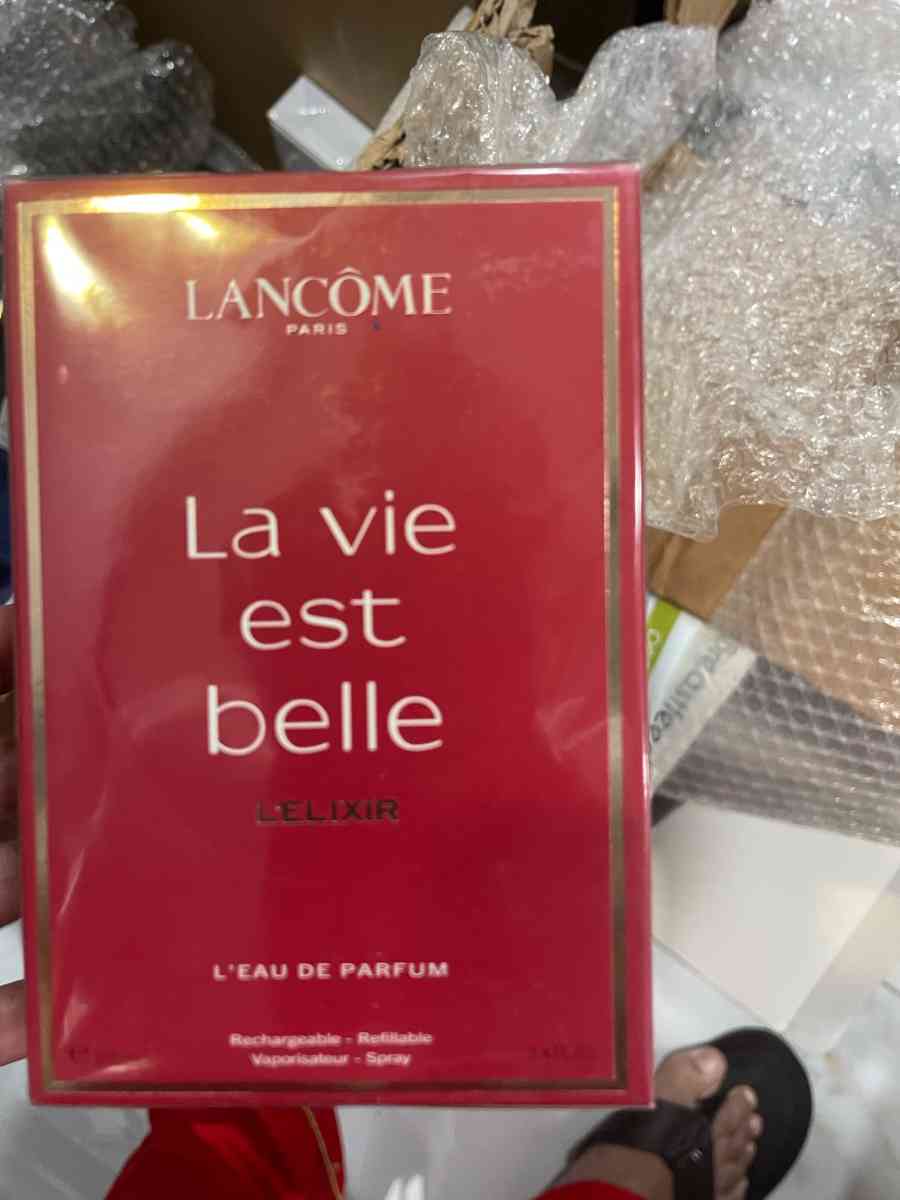 LANCÔME
PARIS
La vie
est
belle
L'ELIXIR
L'EAU DE PARFUM
Rechargeable - Refillable
Vaporisateur - Spray